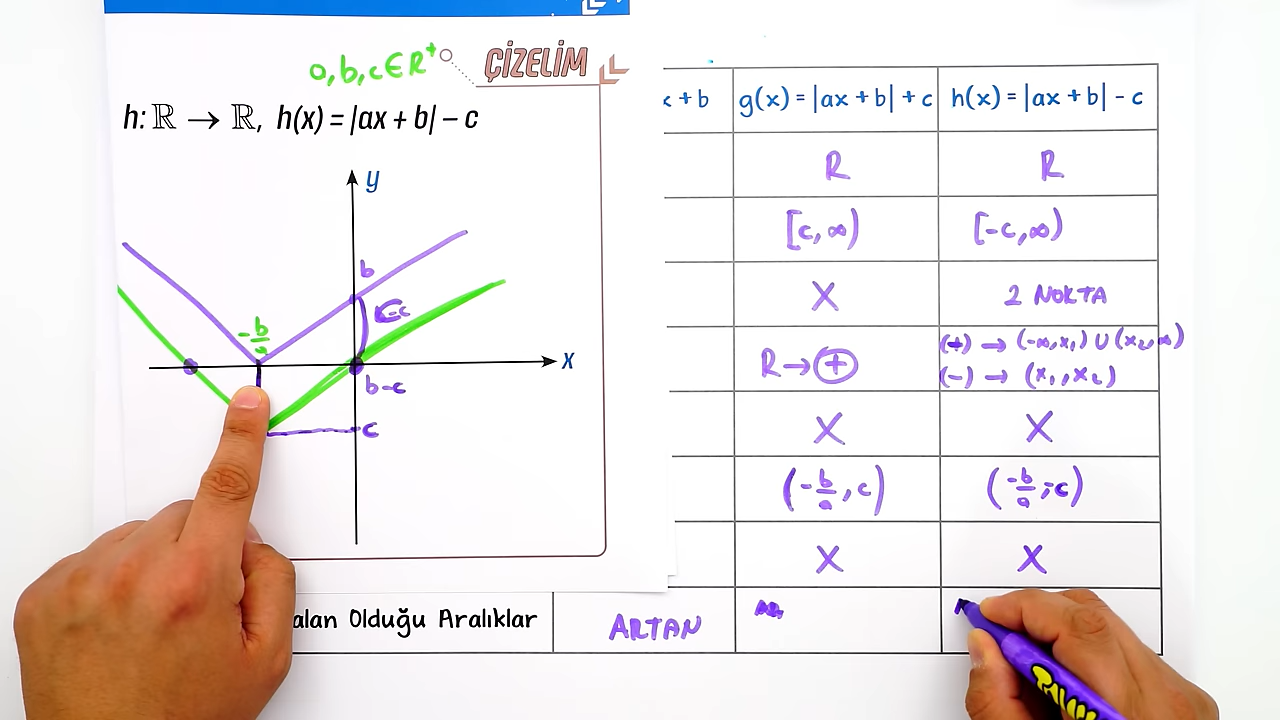 a, b, c ∈ R⁺
ÇİZELİM
h: ℝ → ℝ, h(x) = |ax + b| – c
y
b
-c
-b/a
x
b-c
-c
x + b
g(x) = |ax + b| + c
h(x) = |ax + b| - c
R
R
[c, ∞)
[-c, ∞)
X
2 NOKTA
R→(+)
(+) → (-∞, x₁) ∪ (x₂, ∞)
(-) → (x₁, x₂)
X
X
(-b/a, c)
(-b/a, -c)
X
X
alan Olduğu Aralıklar
ARTAN